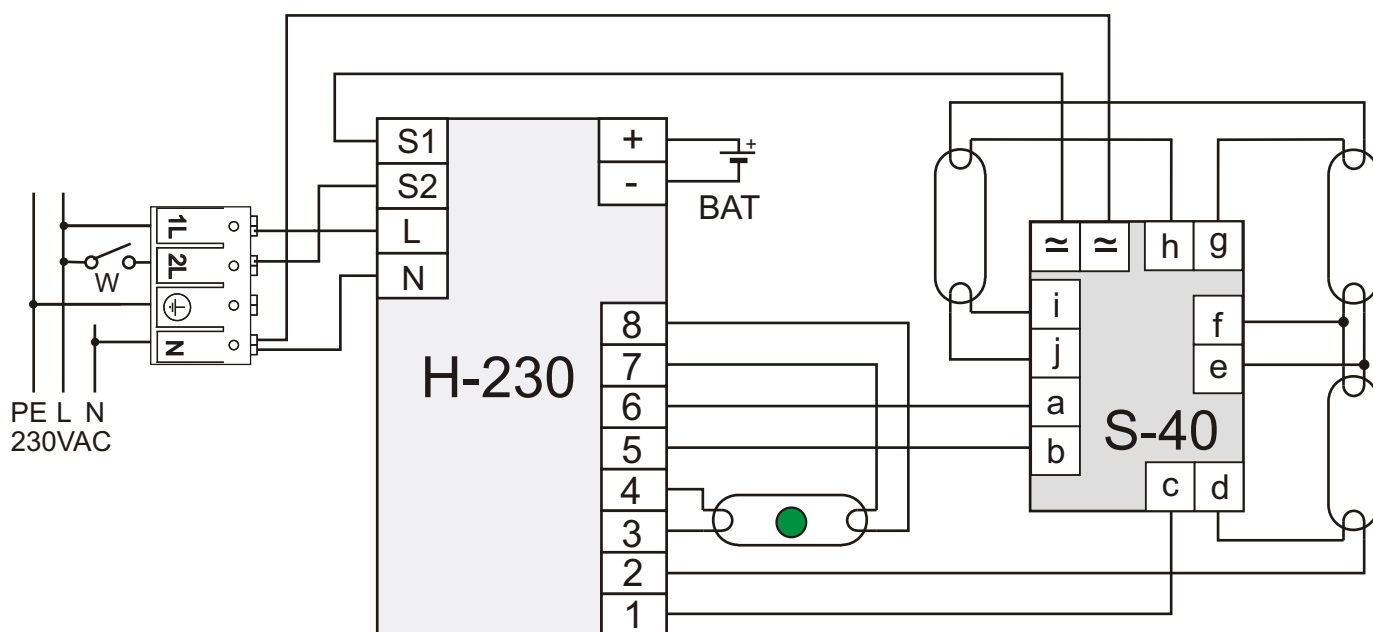 S1
S2
L
N
+
-
+
BAT
1L
2L
N
W
PE L N
230VAC
H-230
8
7
6
5
4
3
2
1
≃ ≃ h g
i
j
a
b
f
e
S-40
c d